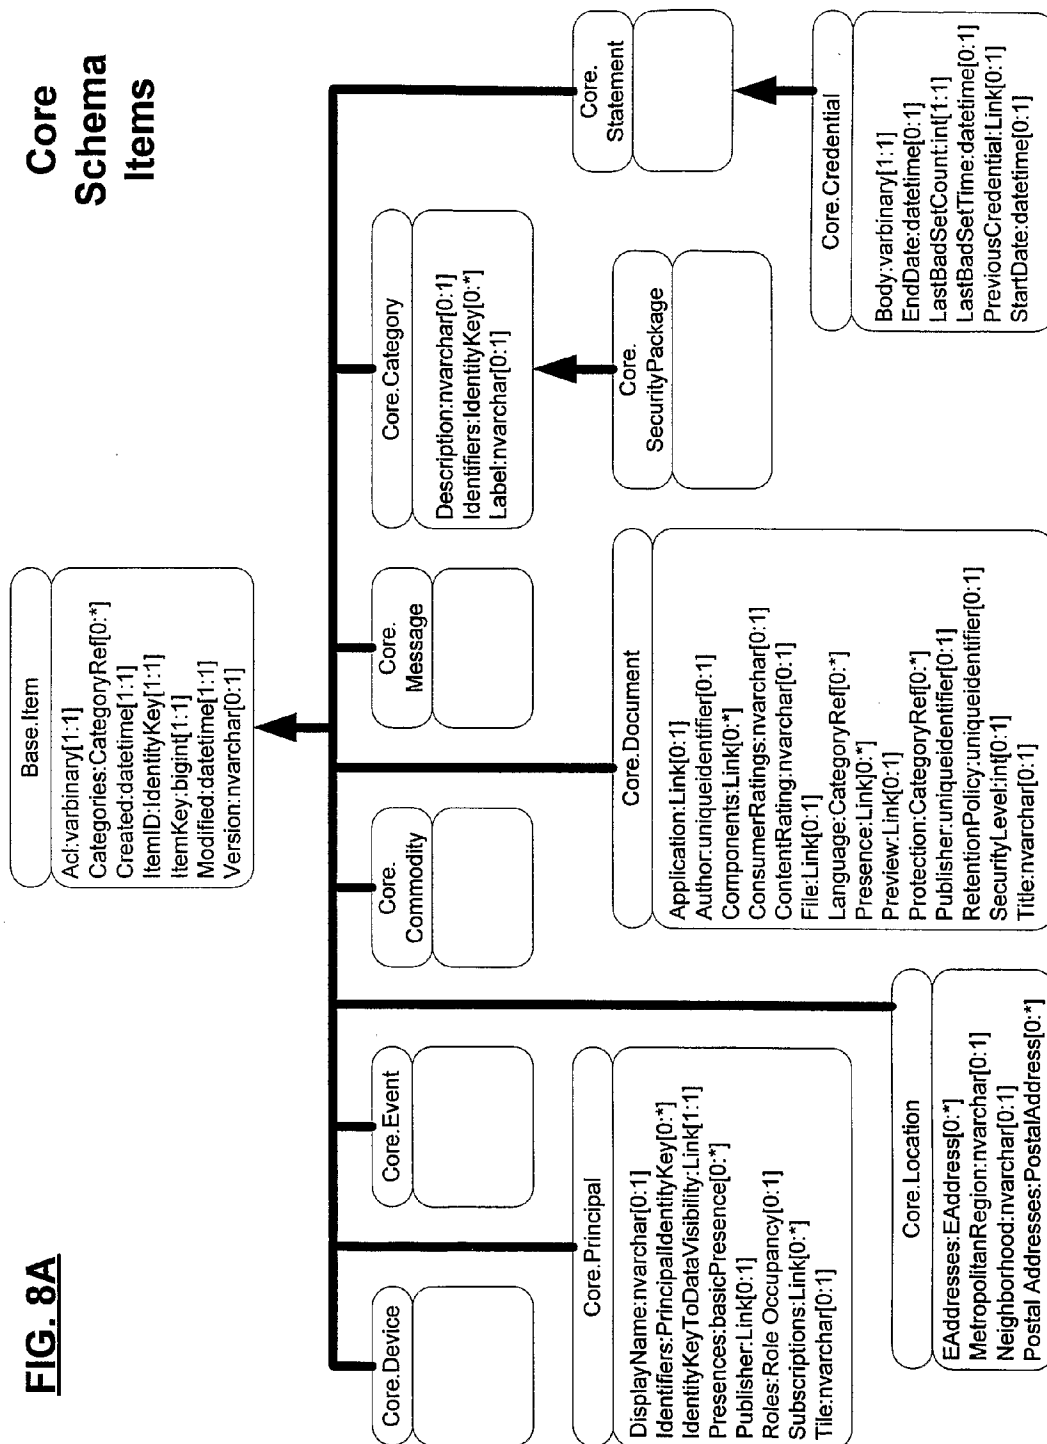 FIG. 8A
Core
Schema
Items
Base.Item
Acl:varbinary[1:1]
Categories:CategoryRef[0:*]
Created:datetime[1:1]
ItemID:IdentityKey[1:1]
ItemKey:bigint[1:1]
Modified:datetime[1:1]
Version:nvarchar[0:1]
Core.Device
Core.Event
Core.
Commodity
Core.
Message
Core.Category
Description:nvarchar[0:1]
Identifiers:IdentityKey[0:*]
Label:nvarchar[0:1]
Core.Principal
DisplayName:nvarchar[0:1]
Identifiers:PrincipalIdentityKey[0:*]
IdentityKeyToDataVisibility:Link[1:1]
Presences:basicPresence[0:*]
Publisher:Link[0:1]
Roles:Role Occupancy[0:1]
Subscriptions:Link[0:*]
Tile:nvarchar[0:1]
Core.Document
Application:Link[0:1]
Author:uniqueidentifier[0:1]
Components:Link[0:*]
ConsumerRatings:nvarchar[0:1]
ContentRating:nvarchar[0:1]
File:Link[0:1]
Language:CategoryRef[0:*]
Presence:Link[0:*]
Preview:Link[0:1]
Protection:CategoryRef[0:*]
Publisher:uniqueidentifier[0:1]
RetentionPolicy:uniqueidentifier[0:1]
SecurityLevel:int[0:1]
Title:nvarchar[0:1]
Core.
SecurityPackage
Core.
Statement
Core.Location
EAddresses:EAddress[0:*]
MetropolitanRegion:nvarchar[0:1]
Neighborhood:nvarchar[0:1]
Postal Addresses:PostalAddress[0:*]
Core.Credential
Body:varbinary[1:1]
EndDate:datetime[0:1]
LastBadSetCount:int[1:1]
LastBadSetTime:datetime[0:1]
PreviousCredential:Link[0:1]
StartDate:datetime[0:1]